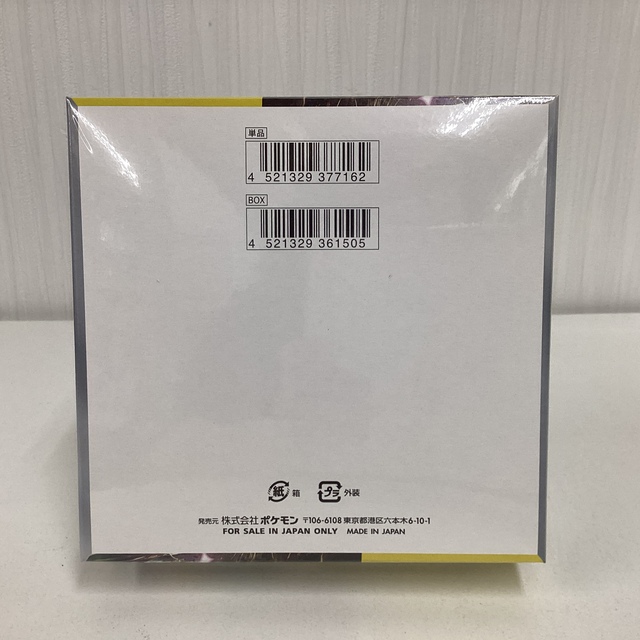 単品
4 521329 377162
BOX
4 521329 361505
紙 箱 プラ 外装
発売元 株式会社ポケモン 〒106-6108 東京都港区六本木6-10-1
FOR SALE IN JAPAN ONLY MADE IN JAPAN